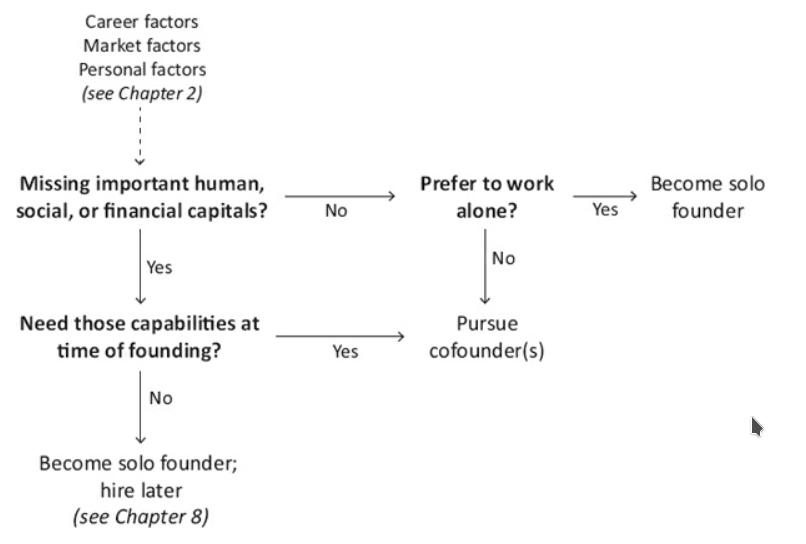 Career factors
Market factors
Personal factors
(see Chapter 2)
Missing important human,
social, or financial capitals?
No
Prefer to work
alone?
Yes
Become solo
founder
Yes
No
Need those capabilities at
time of founding?
Yes
Pursue
cofounder(s)
No
Become solo founder;
hire later
(see Chapter 8)